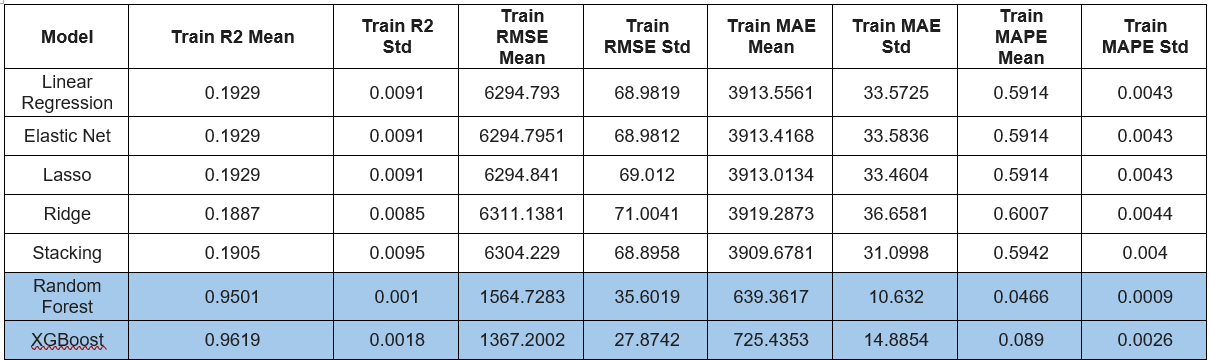 Model Train R2 Mean Train R2 Std Train RMSE Mean Train RMSE Std Train MAE Mean Train MAE Std Train MAPE Mean Train MAPE Std
Linear Regression 0.1929 0.0091 6294.793 68.9819 3913.5561 33.5725 0.5914 0.0043
Elastic Net 0.1929 0.0091 6294.7951 68.9812 3913.4168 33.5836 0.5914 0.0043
Lasso 0.1929 0.0091 6294.841 69.012 3913.0134 33.4604 0.5914 0.0043
Ridge 0.1887 0.0085 6311.1381 71.0041 3919.2873 36.6581 0.6007 0.0044
Stacking 0.1905 0.0095 6304.229 68.8958 3909.6781 31.0998 0.5942 0.004
Random Forest 0.9501 0.001 1564.7283 35.6019 639.3617 10.632 0.0466 0.0009
XGBoost 0.9619 0.0018 1367.2002 27.8742 725.4353 14.8854 0.089 0.0026